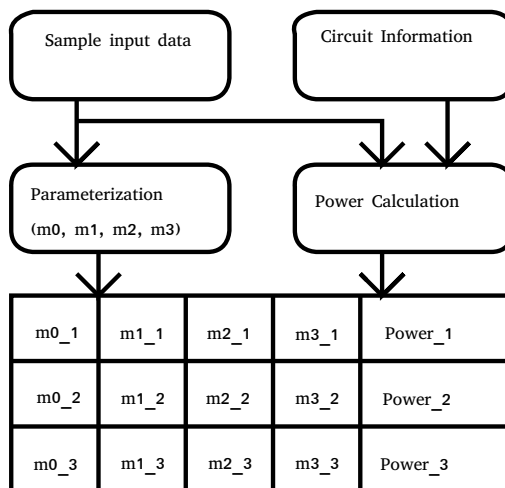 Sample input data
Circuit Information
Parameterization
(m0, m1, m2, m3)
Power Calculation
m0_1 m1_1 m2_1 m3_1 Power_1
m0_2 m1_2 m2_2 m3_2 Power_2
m0_3 m1_3 m2_3 m3_3 Power_3